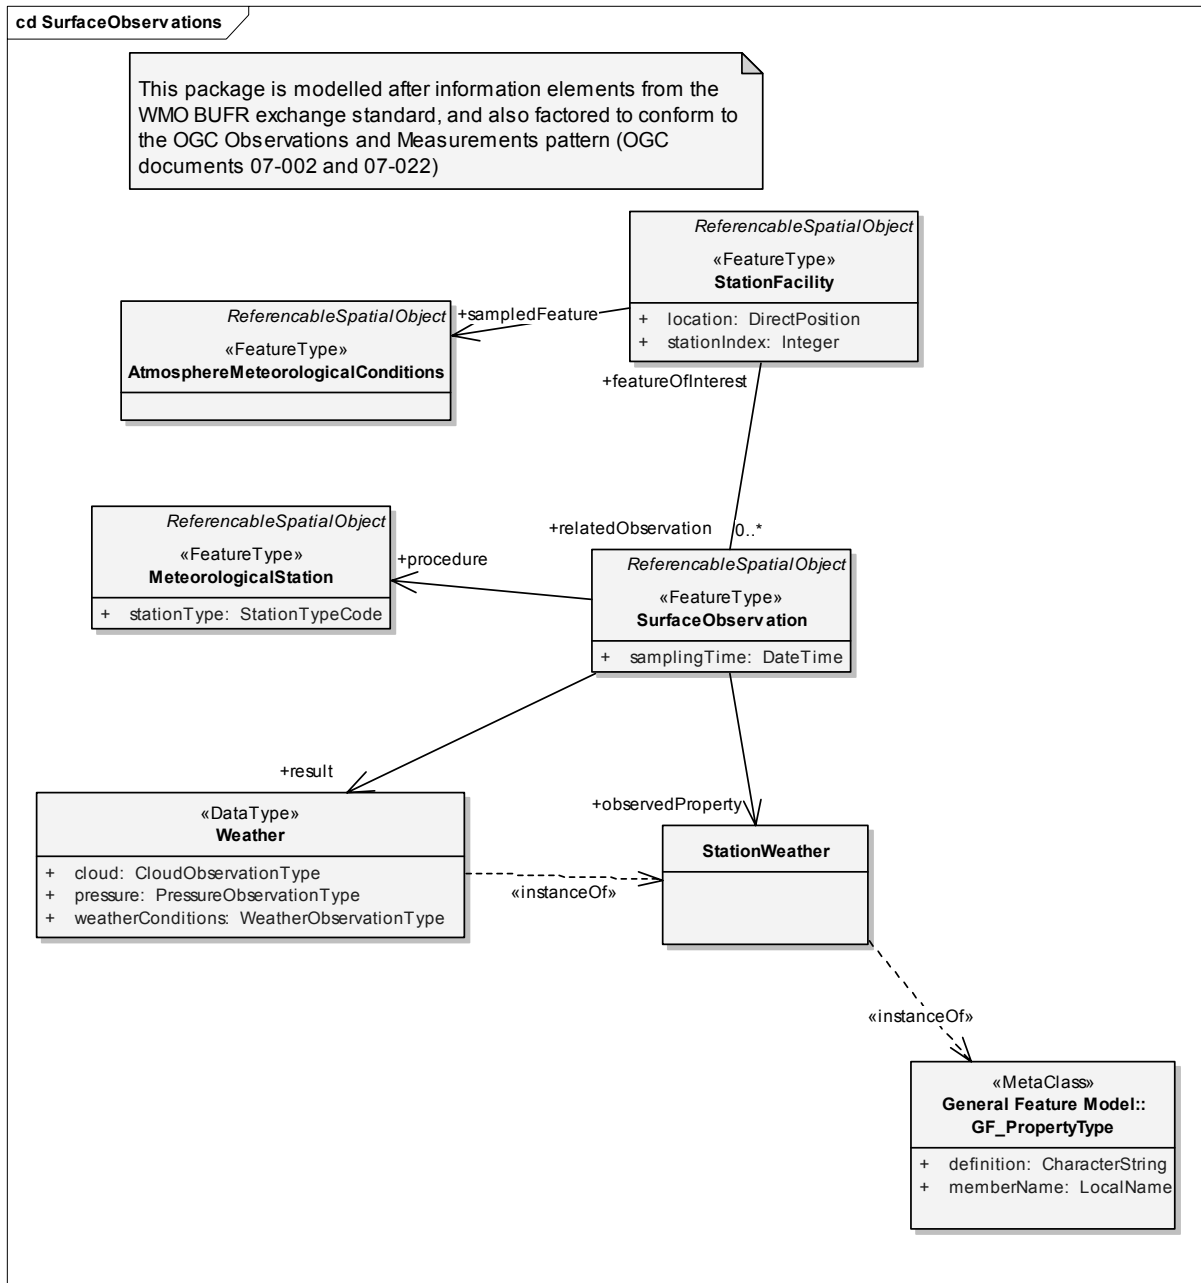 cd SurfaceObservations
This package is modelled after information elements from the
WMO BUFR exchange standard, and also factored to conform to
the OGC Observations and Measurements pattern (OGC
documents 07-002 and 07-022)
ReferencableSpatialObject
«FeatureType»
StationFacility
+ location: DirectPosition
+ stationIndex: Integer
+sampledFeature
ReferencableSpatialObject
«FeatureType»
AtmosphereMeteorologicalConditions
+featureOfInterest
+relatedObservation
0..*
ReferencableSpatialObject
«FeatureType»
MeteorologicalStation
+ stationType: StationTypeCode
+procedure
ReferencableSpatialObject
«FeatureType»
SurfaceObservation
+ samplingTime: DateTime
+result
+observedProperty
«DataType»
Weather
+ cloud: CloudObservationType
+ pressure: PressureObservationType
+ weatherConditions: WeatherObservationType
«instanceOf»
StationWeather
«instanceOf»
«MetaClass»
General Feature Model::
GF_PropertyType
+ definition: CharacterString
+ memberName: LocalName